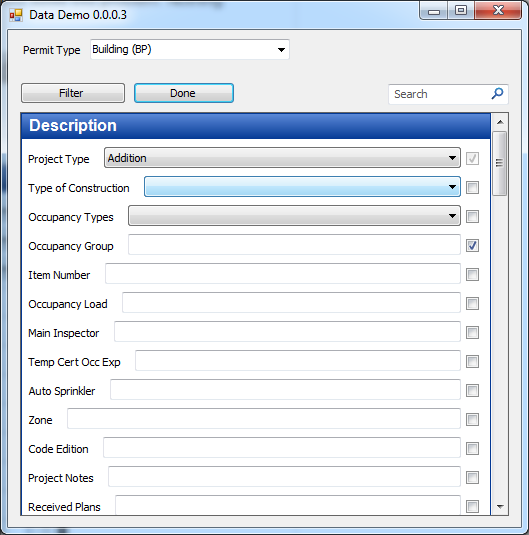 Data Demo 0.0.0.3
Permit Type Building (BP)
Filter Done Search
Description
Project Type Addition
Type of Construction
Occupancy Types
Occupancy Group
Item Number
Occupancy Load
Main Inspector
Temp Cert Occ Exp
Auto Sprinkler
Zone
Code Edition
Project Notes
Received Plans